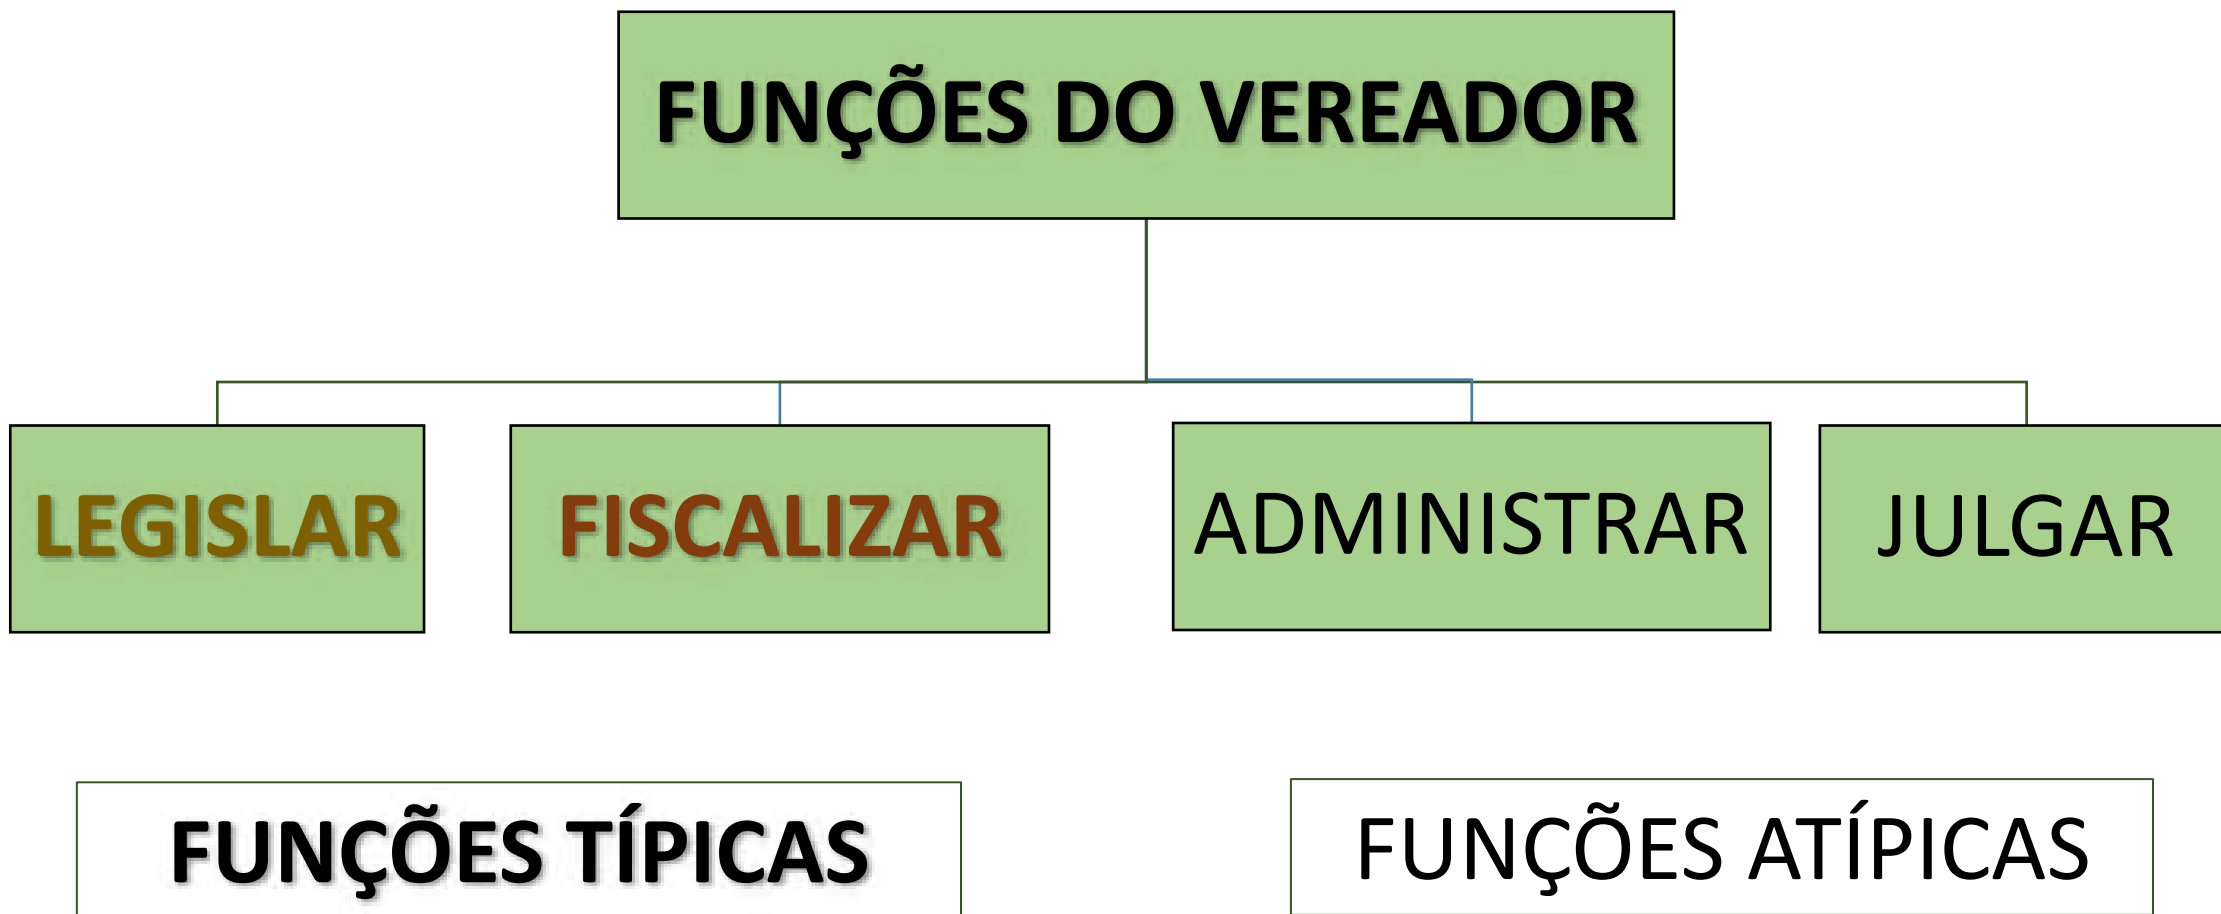 FUNÇÕES DO VEREADOR
LEGISLAR
FISCALIZAR
ADMINISTRAR
JULGAR
FUNÇÕES TÍPICAS
FUNÇÕES ATÍPICAS